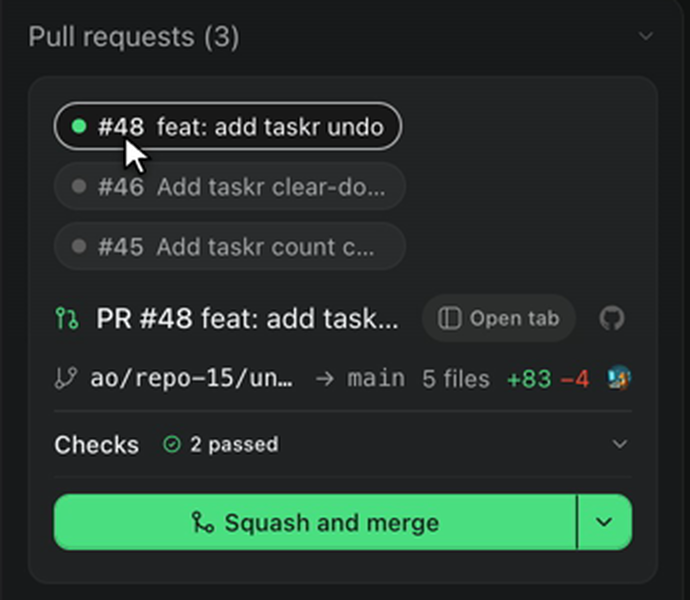 Pull requests (3)
#48 feat: add taskr undo
#46 Add taskr clear-do...
#45 Add taskr count c...
PR #48 feat: add task... Open tab
ao/repo-15/un... → main 5 files +83 −4
Checks 2 passed
Squash and merge